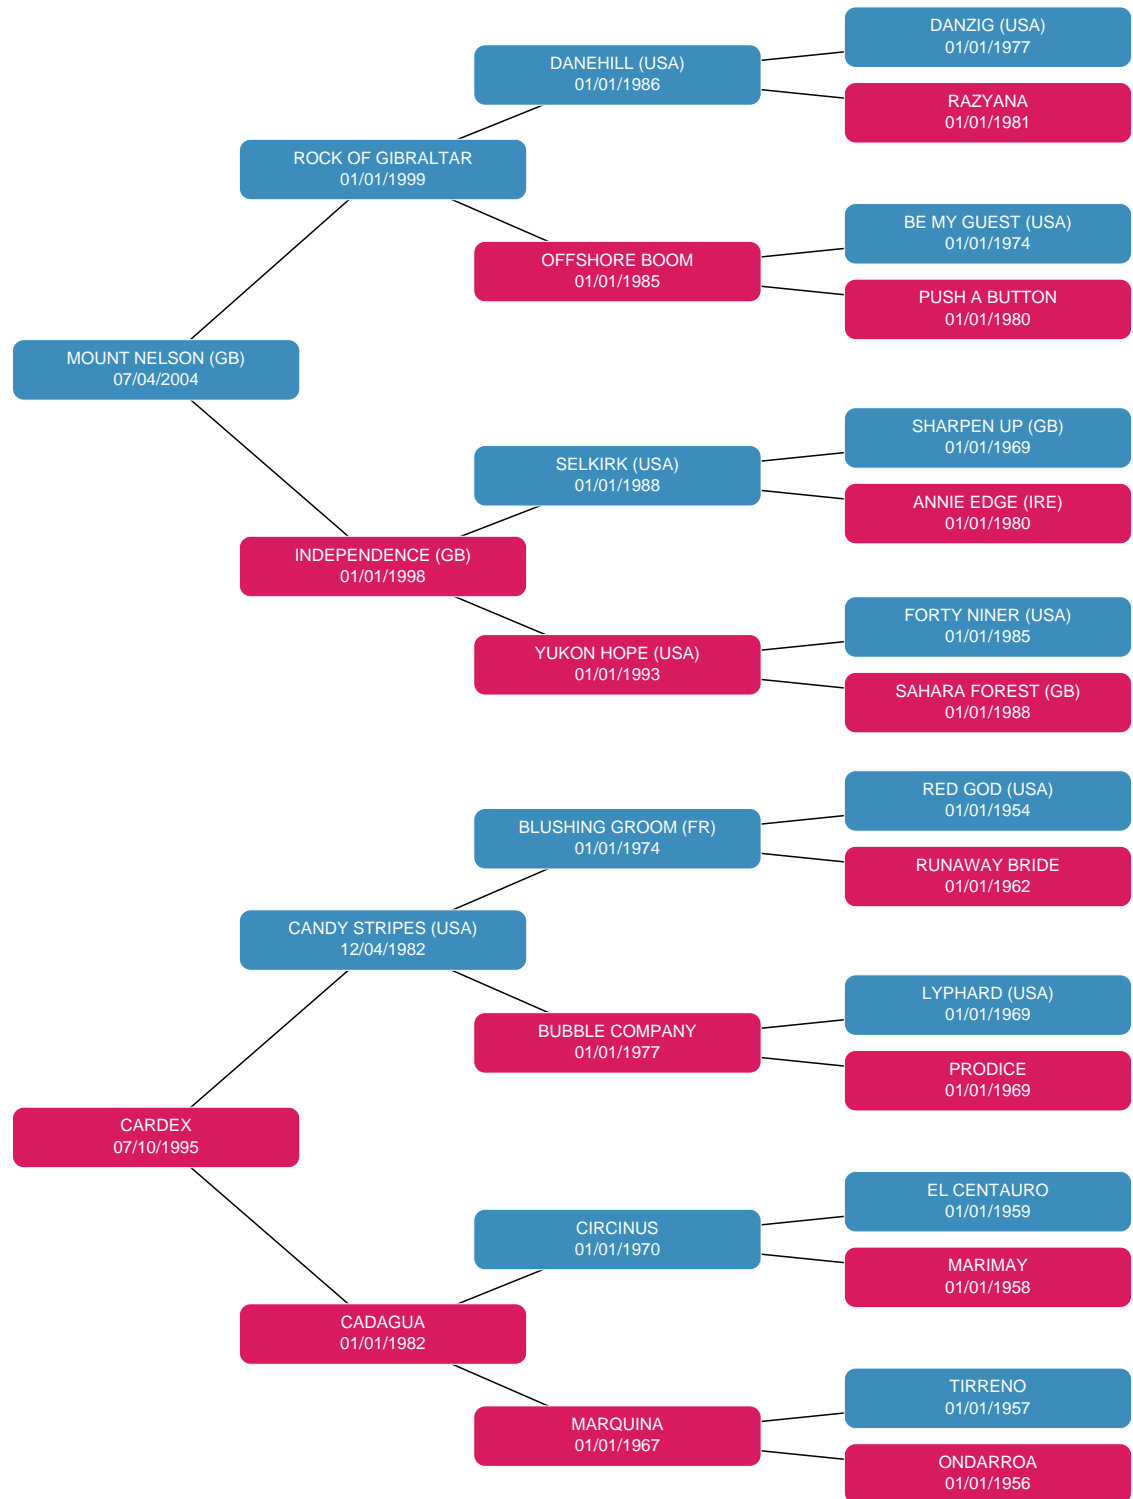 DANZIG (USA)
01/01/1977
DANEHILL (USA)
01/01/1986
RAZYANA
01/01/1981
ROCK OF GIBRALTAR
01/01/1999
BE MY GUEST (USA)
01/01/1974
OFFSHORE BOOM
01/01/1985
PUSH A BUTTON
01/01/1980
MOUNT NELSON (GB)
07/04/2004
SHARPEN UP (GB)
01/01/1969
SELKIRK (USA)
01/01/1988
ANNIE EDGE (IRE)
01/01/1980
INDEPENDENCE (GB)
01/01/1998
FORTY NINER (USA)
01/01/1985
YUKON HOPE (USA)
01/01/1993
SAHARA FOREST (GB)
01/01/1988
RED GOD (USA)
01/01/1954
BLUSHING GROOM (FR)
01/01/1974
RUNAWAY BRIDE
01/01/1962
CANDY STRIPES (USA)
12/04/1982
LYPHARD (USA)
01/01/1969
BUBBLE COMPANY
01/01/1977
PRODICE
01/01/1969
CARDEX
07/10/1995
EL CENTAURO
01/01/1959
CIRCINUS
01/01/1970
MARIMAY
01/01/1958
CADAGUA
01/01/1982
TIRRENO
01/01/1957
MARQUINA
01/01/1967
ONDARROA
01/01/1956